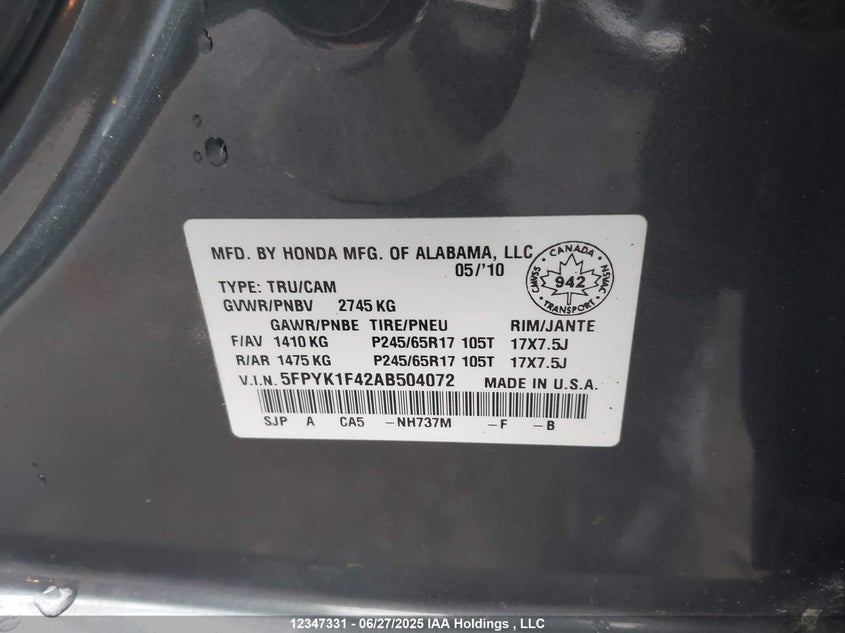 MFD. BY HONDA MFG. OF ALABAMA, LLC
05/'10
CANADA
CMVSS
NSVAC
942
TRANSPORT
TYPE: TRU/CAM
GVWR/PNBV 2745 KG
GAWR/PNBE TIRE/PNEU RIM/JANTE
F/AV 1410 KG P245/65R17 105T 17X7.5J
R/AR 1475 KG P245/65R17 105T 17X7.5J
V.I.N. 5FPYK1F42AB504072 MADE IN U.S.A.
SJP A CA5 -NH737M -F -B
12347331 - 06/27/2025 IAA Holdings , LLC